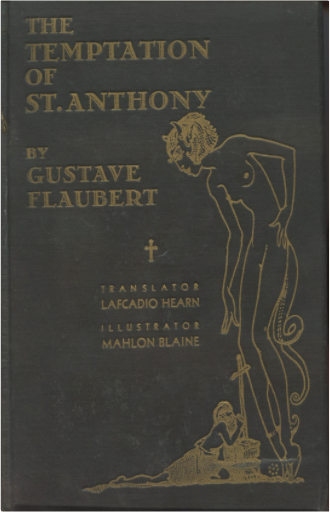 THE
TEMPTATION
OF
ST. ANTHONY
BY
GUSTAVE
FLAUBERT
TRANSLATOR
LAFCADIO HEARN
ILLUSTRATOR
MAHLON BLAINE